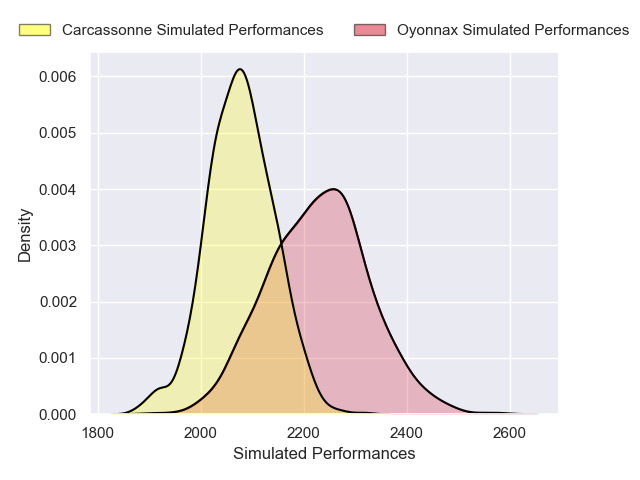 Carcassonne Simulated Performances Oyonnax Simulated Performances
0.006
0.005
0.004
0.003
0.002
0.001
0.000
Density
1800 2000 2200 2400 2600
Simulated Performances